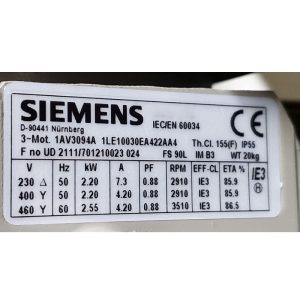 SIEMENS
D-90441 Nürnberg IEC/EN 60034 CE
3~Mot. 1AV3094A 1LE10030EA422AA4 Th.Cl. 155(F) IP55
F no UD 2111/701210023 024 FS 90L IM B3 WT 20kg
V Hz kW A PF RPM EFF-CL ETA %
230 Δ 50 2.20 7.3 0.88 2910 IE3 85.9
400 Y 50 2.20 4.20 0.88 2910 IE3 85.9
460 Y 60 2.55 4.20 0.88 3510 IE3 86.5
IE3
H